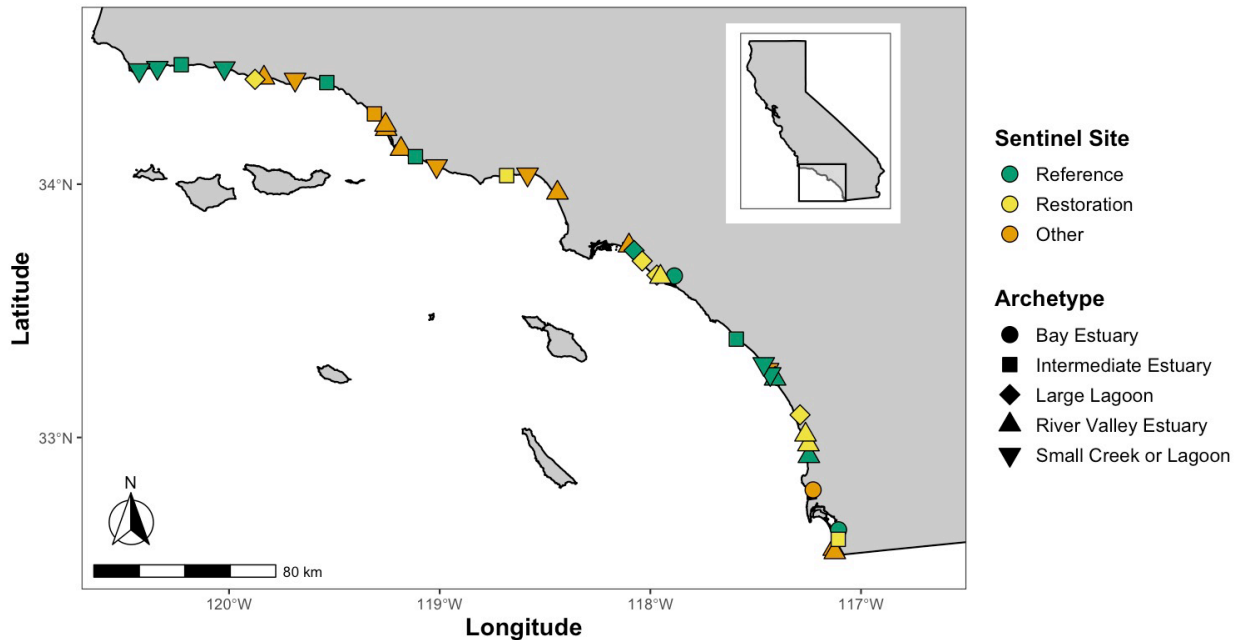 34°N
33°N
Latitude
120°W
119°W
118°W
117°W
Longitude
N
80 km
Sentinel Site
Reference
Restoration
Other
Archetype
Bay Estuary
Intermediate Estuary
Large Lagoon
River Valley Estuary
Small Creek or Lagoon